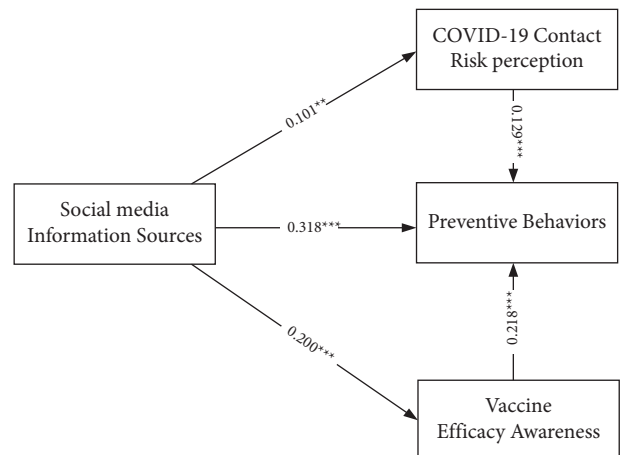 COVID-19 Contact
Risk perception
0.101**
0.129***
Social media
Information Sources
0.318***
Preventive Behaviors
0.200***
0.218***
Vaccine
Efficacy Awareness